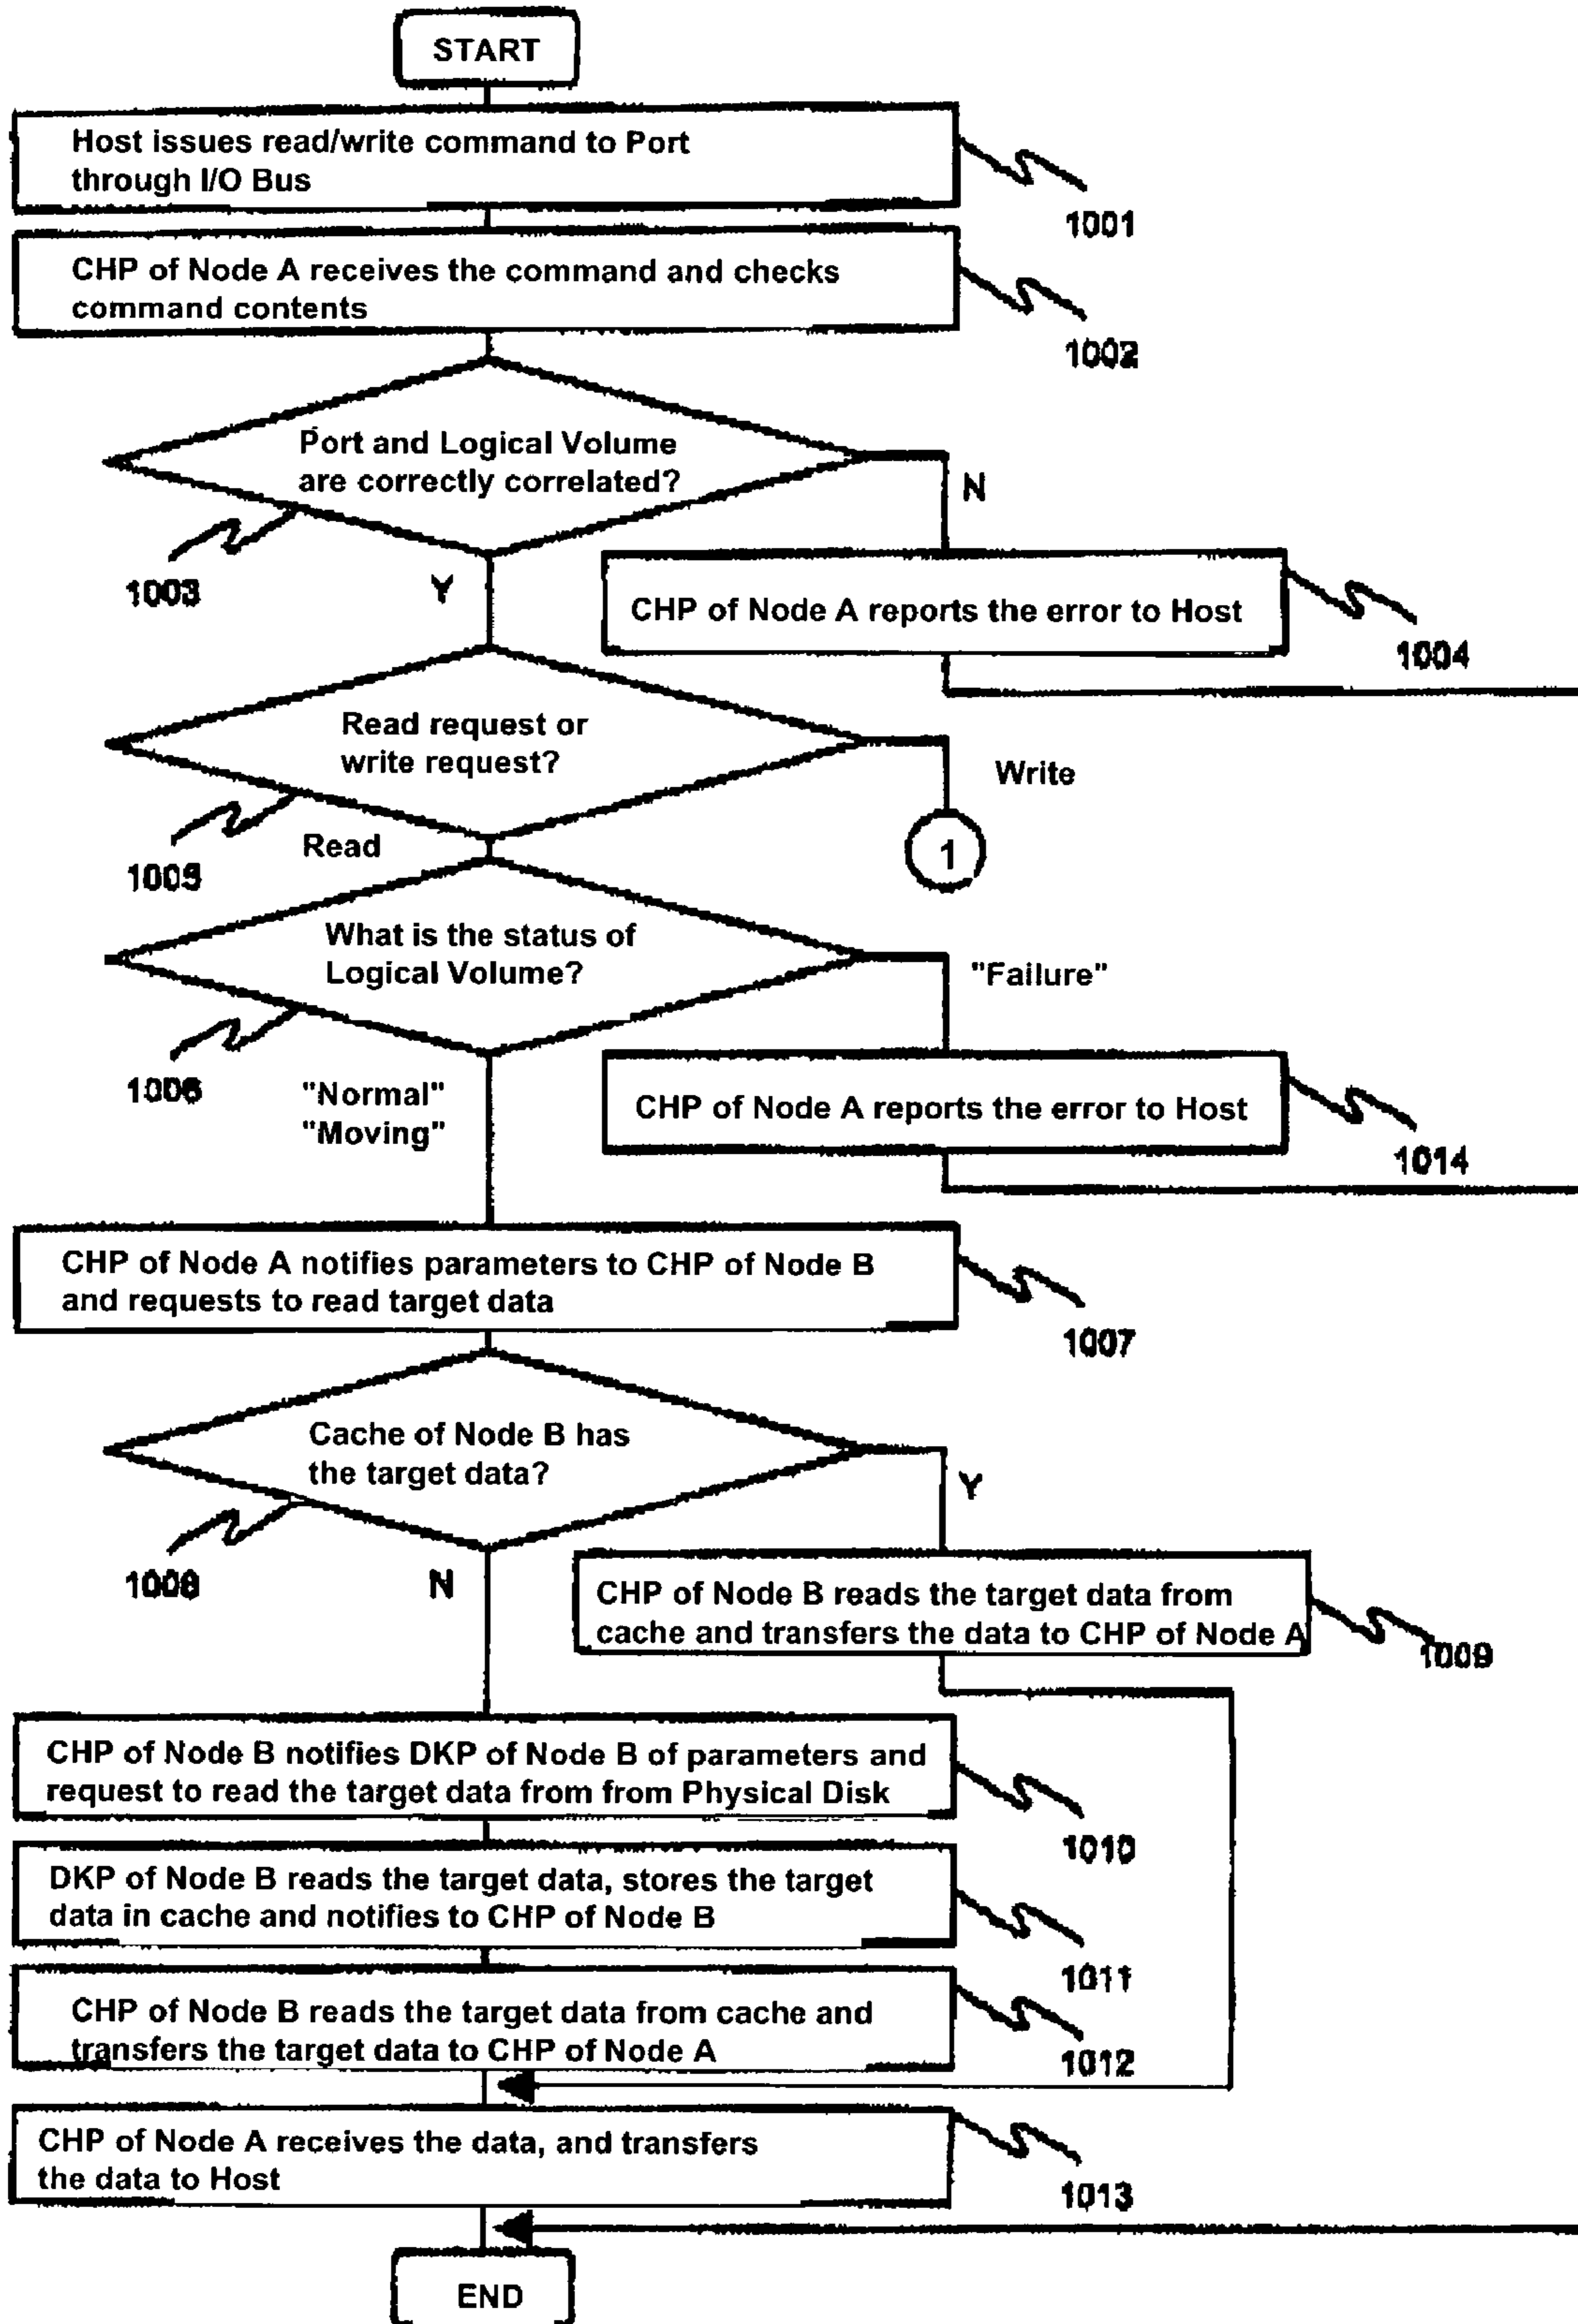 START
Host issues read/write command to Port
through I/O Bus
1001
CHP of Node A receives the command and checks
command contents
1002
Port and Logical Volume
are correctly correlated?
N
1003
Y
CHP of Node A reports the error to Host
1004
Read request or
write request?
Write
1005
Read
1
What is the status of
Logical Volume?
"Failure"
1006
"Normal"
"Moving"
CHP of Node A reports the error to Host
1014
CHP of Node A notifies parameters to CHP of Node B
and requests to read target data
1007
Cache of Node B has
the target data?
Y
1008
N
CHP of Node B reads the target data from
cache and transfers the data to CHP of Node A
1009
CHP of Node B notifies DKP of Node B of parameters and
request to read the target data from from Physical Disk
1010
DKP of Node B reads the target data, stores the target
data in cache and notifies to CHP of Node B
1011
CHP of Node B reads the target data from cache and
transfers the target data to CHP of Node A
1012
CHP of Node A receives the data, and transfers
the data to Host
1013
END